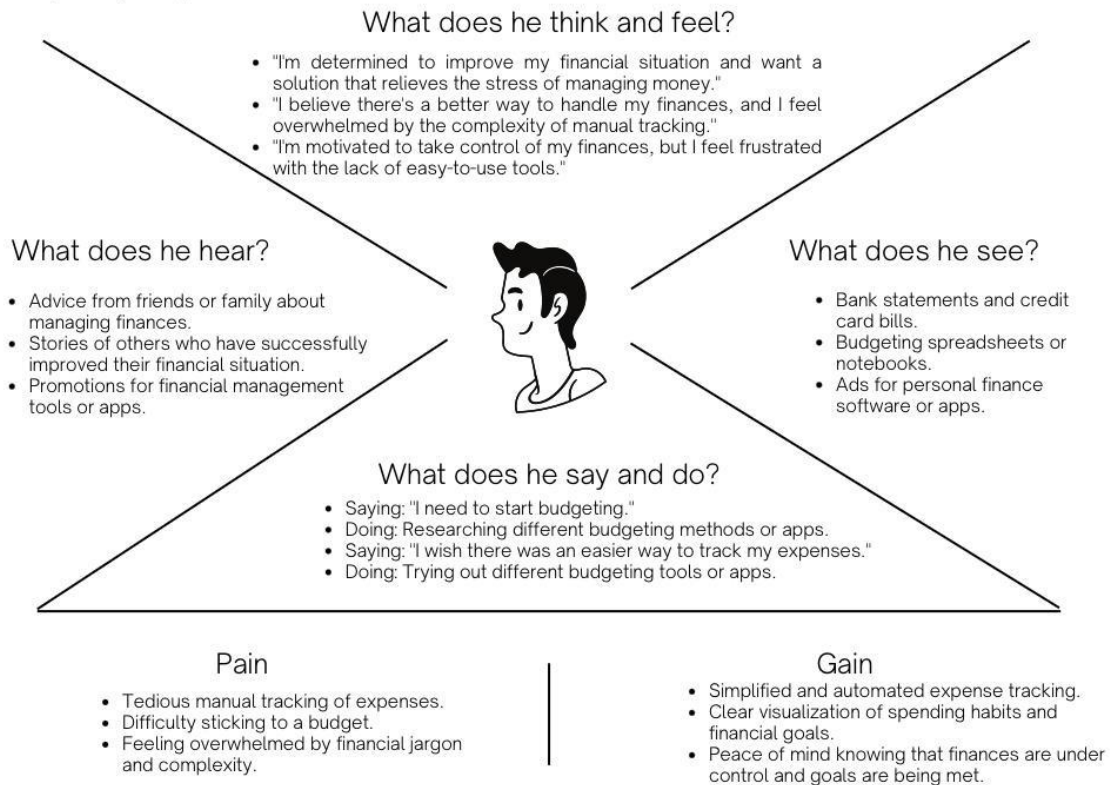 What does he think and feel?
• "I'm determined to improve my financial situation and want a
solution that relieves the stress of managing money."
• "I believe there's a better way to handle my finances, and I feel
overwhelmed by the complexity of manual tracking."
• "I'm motivated to take control of my finances, but I feel frustrated
with the lack of easy-to-use tools."
What does he hear?
• Advice from friends or family about
managing finances.
• Stories of others who have successfully
improved their financial situation.
• Promotions for financial management
tools or apps.
What does he see?
• Bank statements and credit
card bills.
• Budgeting spreadsheets or
notebooks.
• Ads for personal finance
software or apps.
What does he say and do?
• Saying: "I need to start budgeting."
• Doing: Researching different budgeting methods or apps.
• Saying: "I wish there was an easier way to track my expenses."
• Doing: Trying out different budgeting tools or apps.
Pain
• Tedious manual tracking of expenses.
• Difficulty sticking to a budget.
• Feeling overwhelmed by financial jargon
and complexity.
Gain
• Simplified and automated expense tracking.
• Clear visualization of spending habits and
financial goals.
• Peace of mind knowing that finances are under
control and goals are being met.